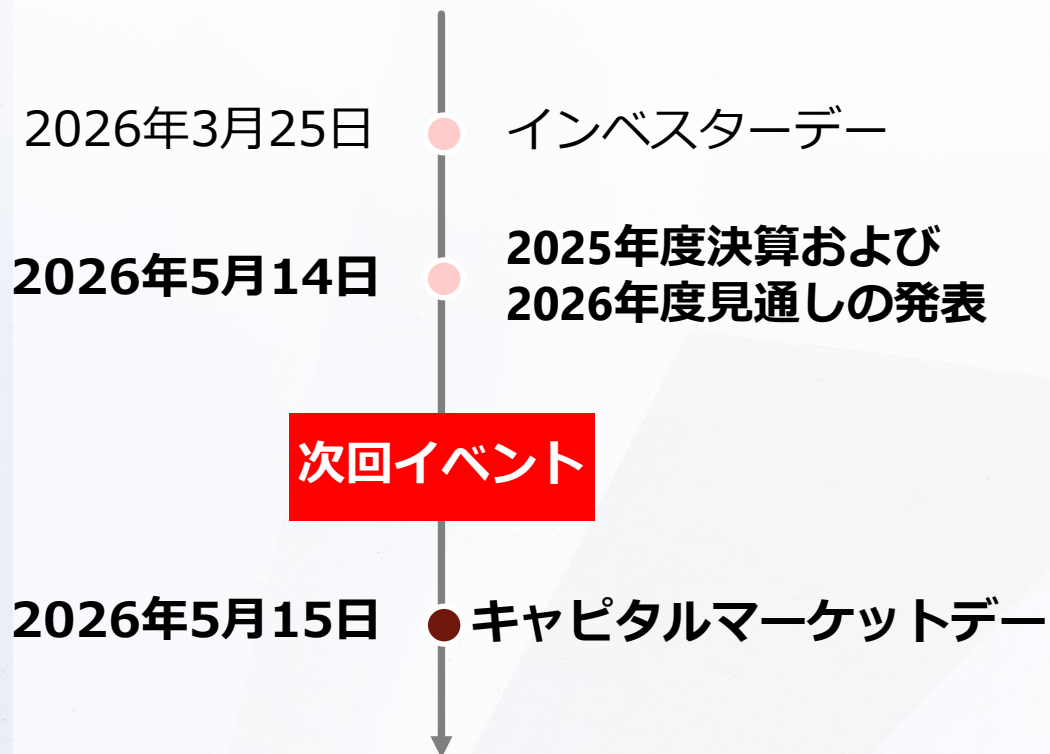 2026年3月25日 インベスターデー
2026年5月14日 2025年度決算および
2026年度見通しの発表
次回イベント
2026年5月15日 キャピタルマーケットデー